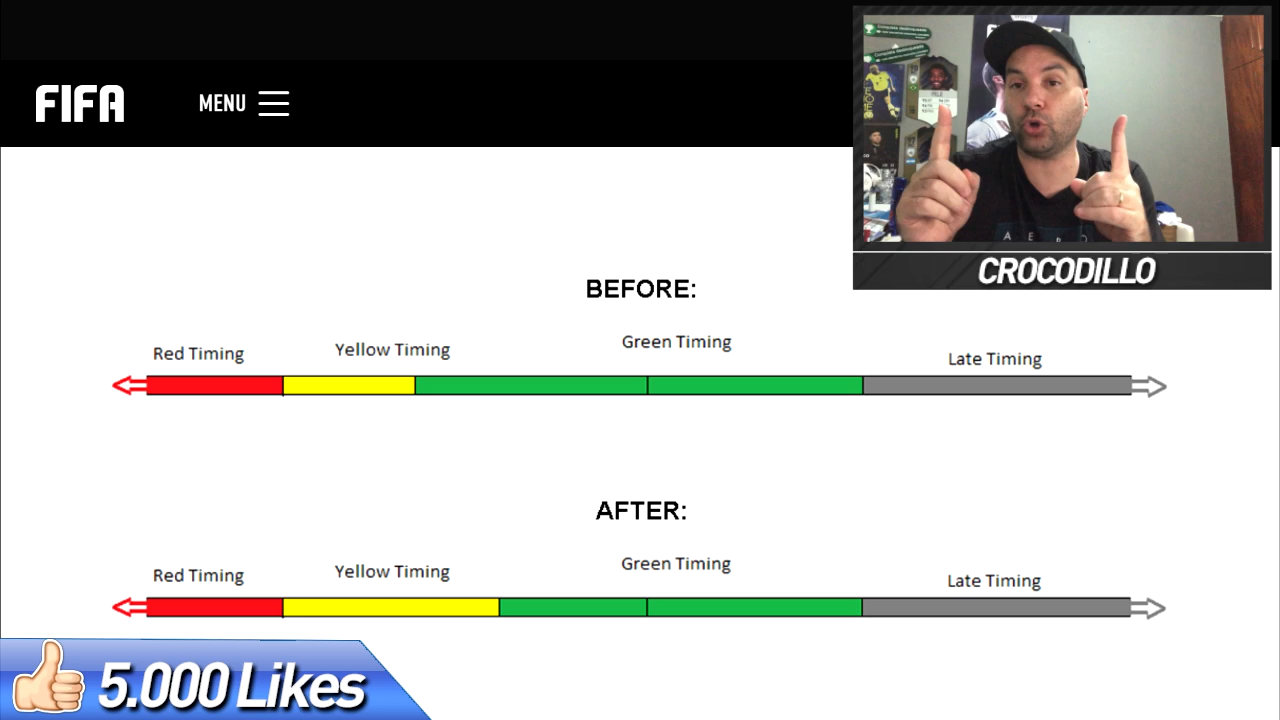 FIFA
MENU
PELÉ
CROCODILLO
BEFORE:
Red Timing
Yellow Timing
Green Timing
Late Timing
AFTER:
Red Timing
Yellow Timing
Green Timing
Late Timing
5.000 Likes